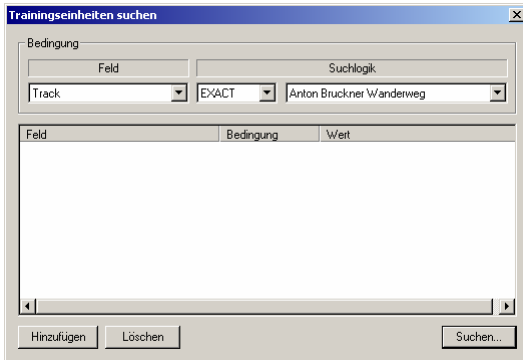 Trainingseinheiten suchen
Bedingung
Feld Suchlogik
Track EXACT Anton Bruckner Wanderweg
Feld Bedingung Wert
Hinzufügen Löschen Suchen...